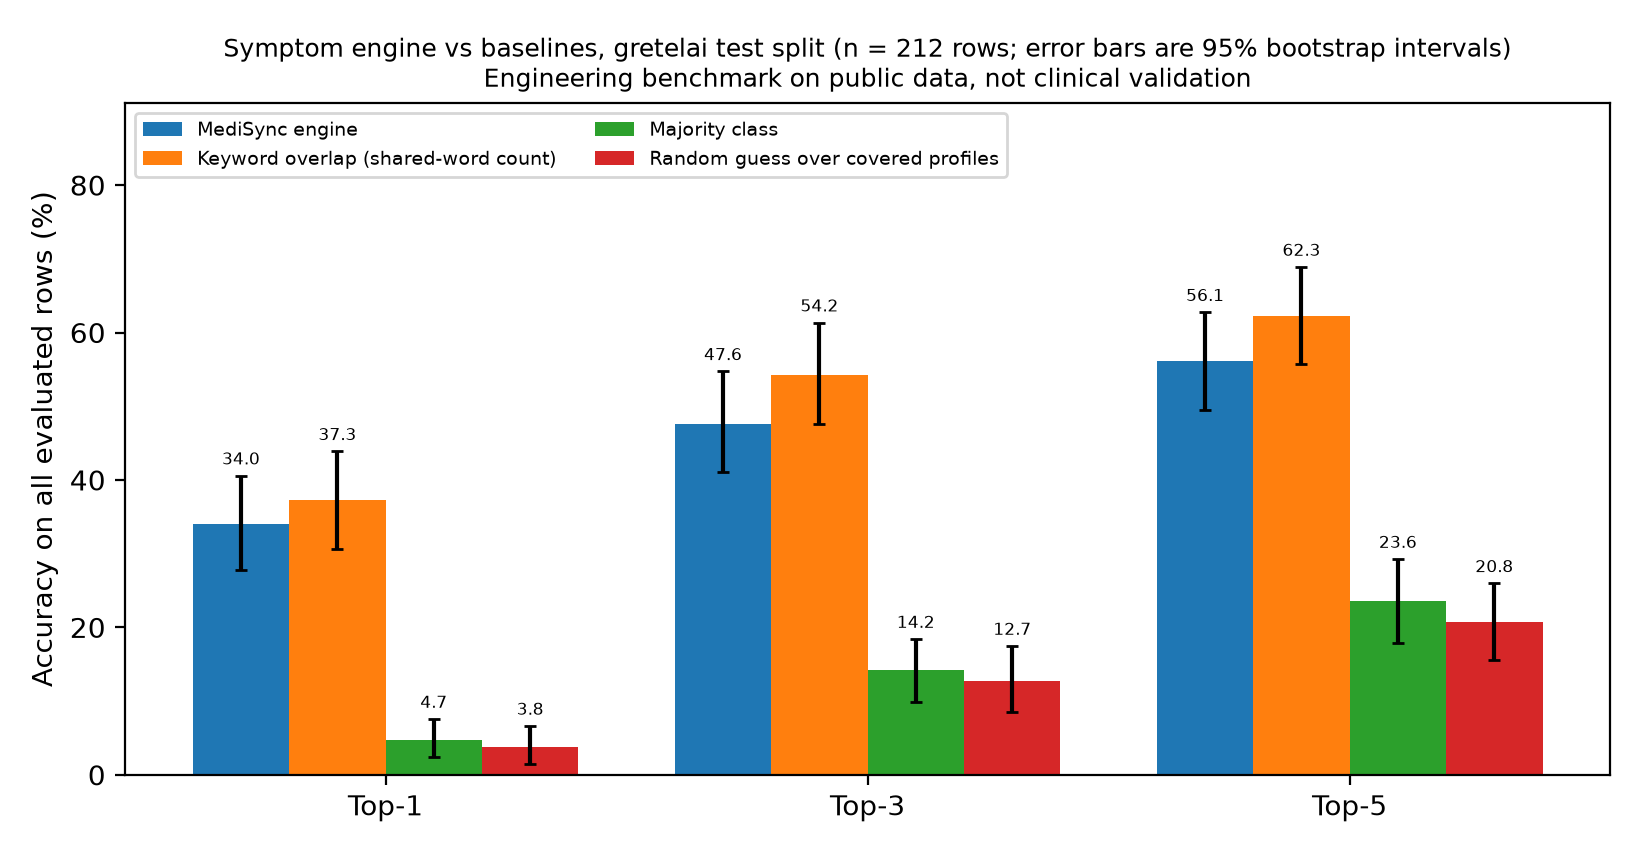 Symptom engine vs baselines, gretelai test split (n = 212 rows; error bars are 95% bootstrap intervals)
Engineering benchmark on public data, not clinical validation
MediSync engine
Keyword overlap (shared-word count)
Majority class
Random guess over covered profiles
Accuracy on all evaluated rows (%)
80
60
40
20
0
34.0
37.3
4.7
3.8
47.6
54.2
14.2
12.7
56.1
62.3
23.6
20.8
Top-1
Top-3
Top-5